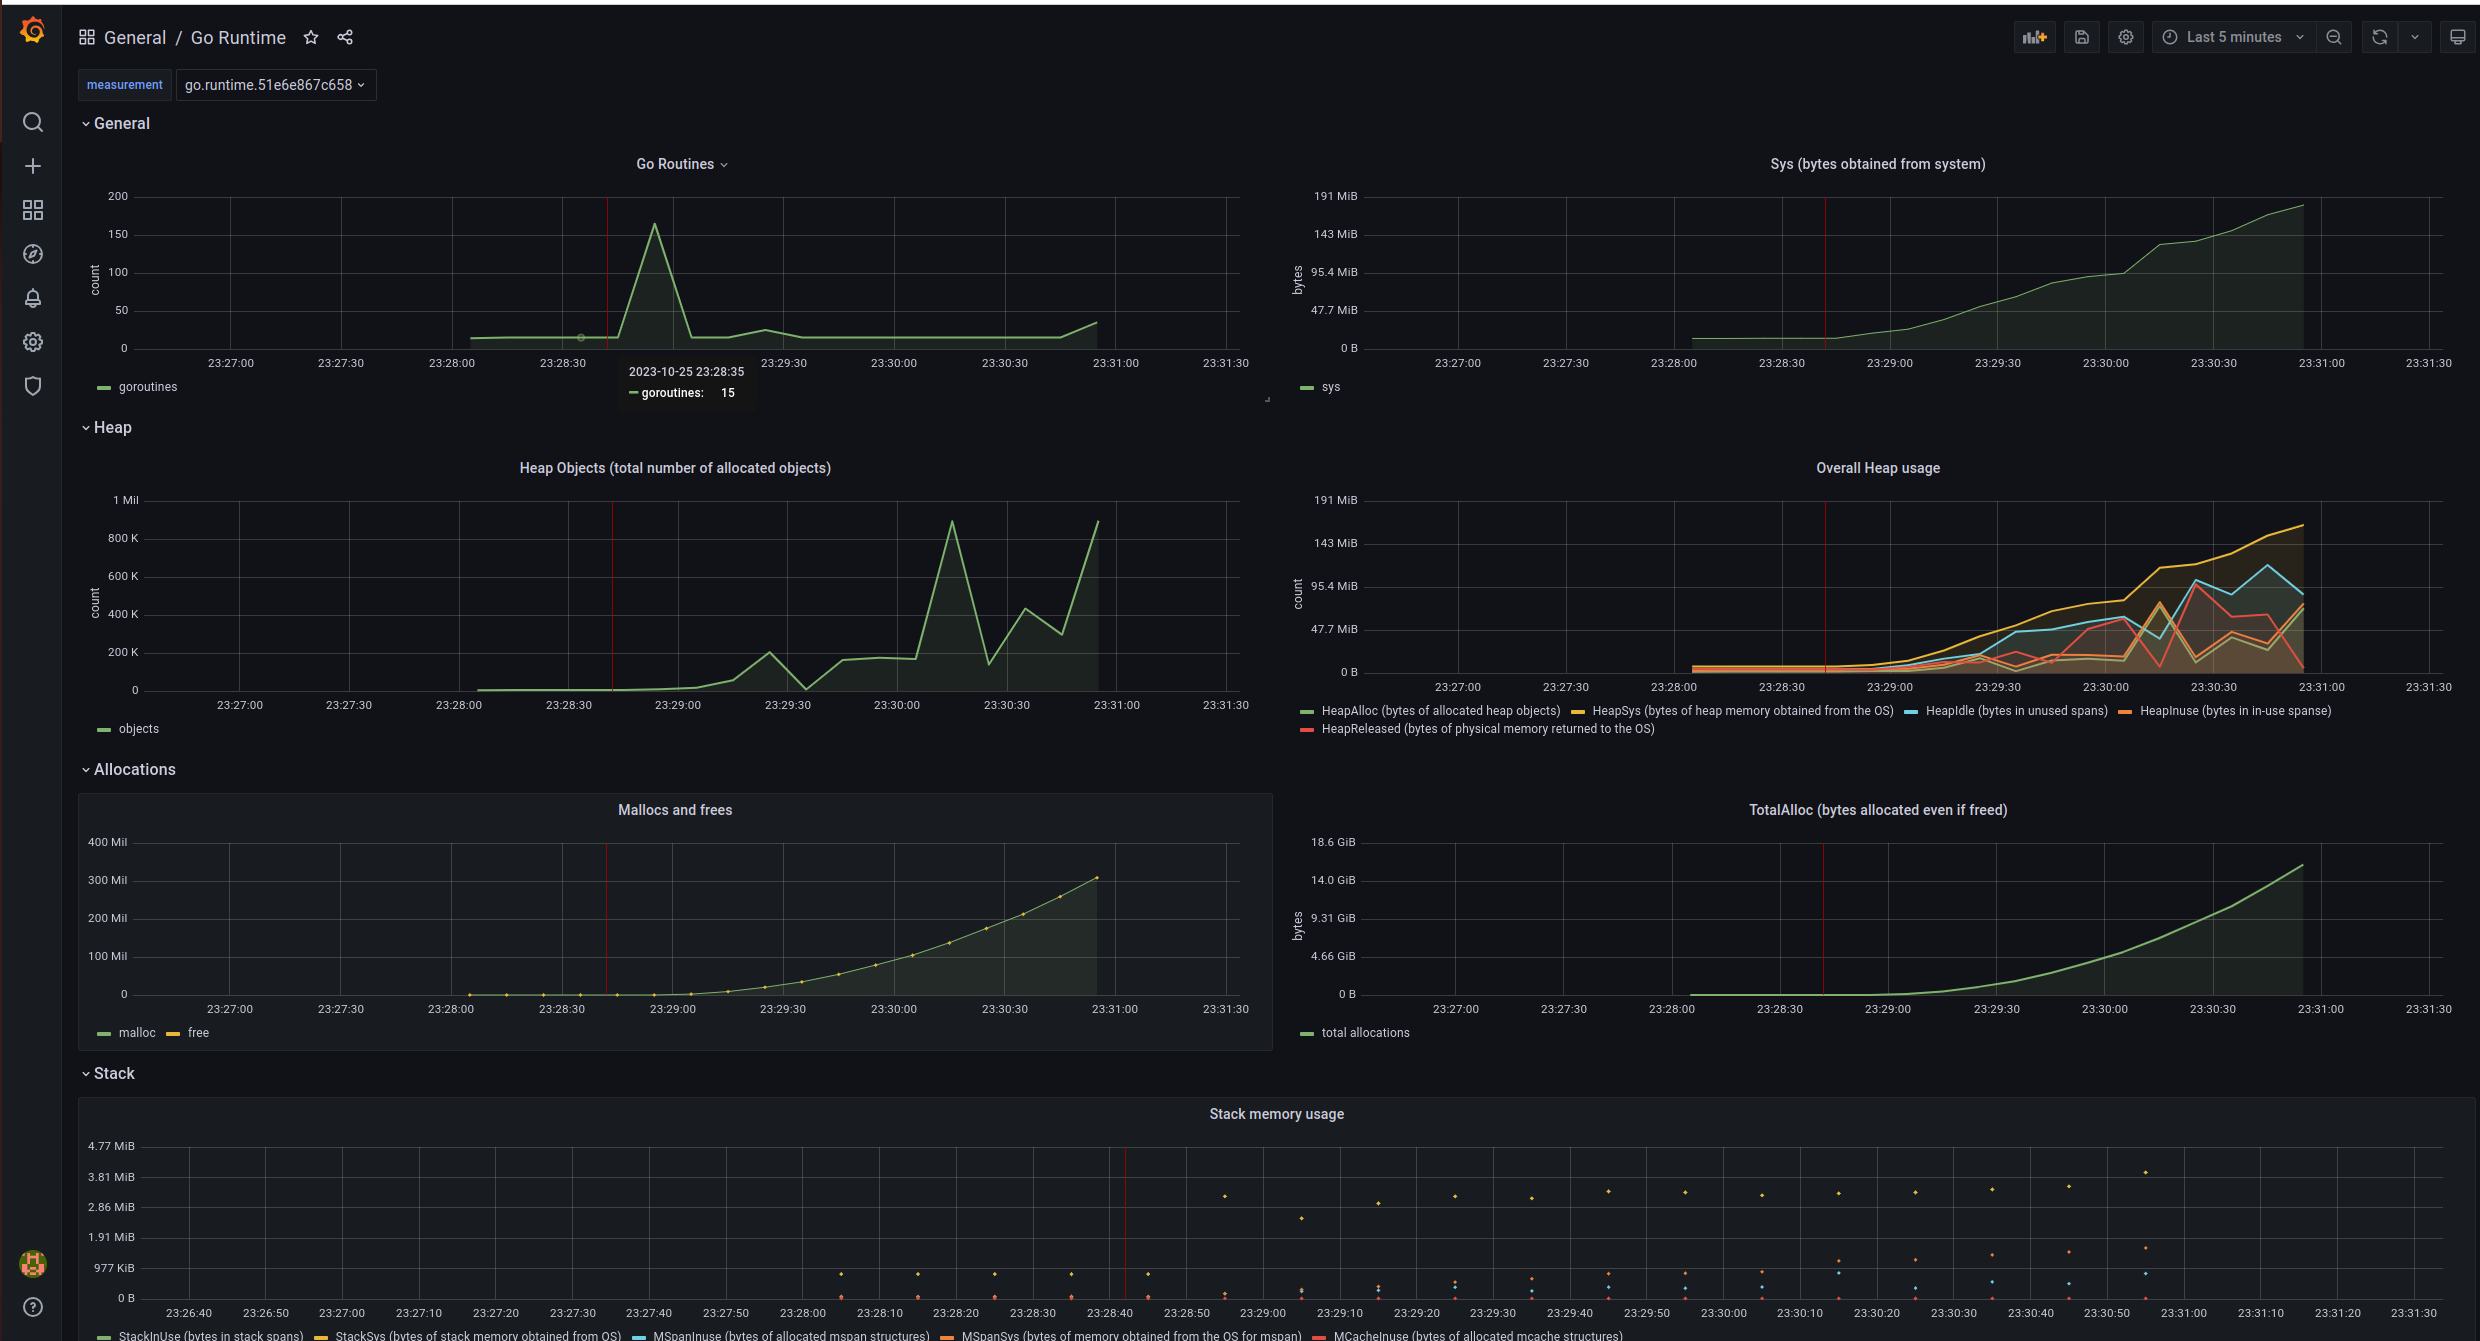 General / Go Runtime
Last 5 minutes
measurement go.runtime.51e6e867c658
General
Go Routines
200
150
100
50
0
count
23:27:00 23:27:30 23:28:00 23:28:30 23:29:30 23:30:00 23:30:30 23:31:00 23:31:30
goroutines
2023-10-25 23:28:35
goroutines: 15
Sys (bytes obtained from system)
191 MiB
143 MiB
95.4 MiB
47.7 MiB
0 B
bytes
23:27:00 23:27:30 23:28:00 23:28:30 23:29:00 23:29:30 23:30:00 23:30:30 23:31:00 23:31:30
sys
Heap
Heap Objects (total number of allocated objects)
1 Mil
800 K
600 K
400 K
200 K
0
count
23:27:00 23:27:30 23:28:00 23:28:30 23:29:00 23:29:30 23:30:00 23:30:30 23:31:00 23:31:30
objects
Overall Heap usage
191 MiB
143 MiB
95.4 MiB
47.7 MiB
0 B
count
23:27:00 23:27:30 23:28:00 23:28:30 23:29:00 23:29:30 23:30:00 23:30:30 23:31:00 23:31:30
HeapAlloc (bytes of allocated heap objects) HeapSys (bytes of heap memory obtained from the OS) HeapIdle (bytes in unused spans) HeapInuse (bytes in in-use spanse)
HeapReleased (bytes of physical memory returned to the OS)
Allocations
Mallocs and frees
400 Mil
300 Mil
200 Mil
100 Mil
0
23:27:00 23:27:30 23:28:00 23:28:30 23:29:00 23:29:30 23:30:00 23:30:30 23:31:00 23:31:30
malloc free
TotalAlloc (bytes allocated even if freed)
18.6 GiB
14.0 GiB
9.31 GiB
4.66 GiB
0 B
bytes
23:27:00 23:27:30 23:28:00 23:28:30 23:29:00 23:29:30 23:30:00 23:30:30 23:31:00 23:31:30
total allocations
Stack
Stack memory usage
4.77 MiB
3.81 MiB
2.86 MiB
1.91 MiB
977 KiB
0 B
23:26:40 23:26:50 23:27:00 23:27:10 23:27:20 23:27:30 23:27:40 23:27:50 23:28:00 23:28:10 23:28:20 23:28:30 23:28:40 23:28:50 23:29:00 23:29:10 23:29:20 23:29:30 23:29:40 23:29:50 23:30:00 23:30:10 23:30:20 23:30:30 23:30:40 23:30:50 23:31:00 23:31:10 23:31:20 23:31:30
StackInUse (bytes in stack spans) StackSys (bytes of stack memory obtained from OS) MSpanInuse (bytes of allocated mspan structures) MSpanSys (bytes of memory obtained from the OS for mspan) MCacheInuse (bytes of allocated mcache structures)